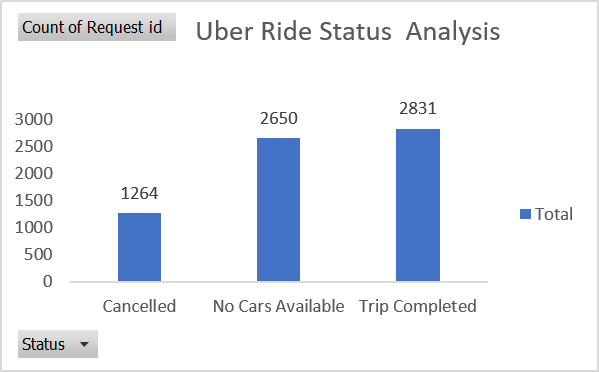 Count of Request id
Uber Ride Status  Analysis
3000
2500
2000
1500
1000
500
0
1264
2650
2831
Cancelled
No Cars Available
Trip Completed
Total
Status